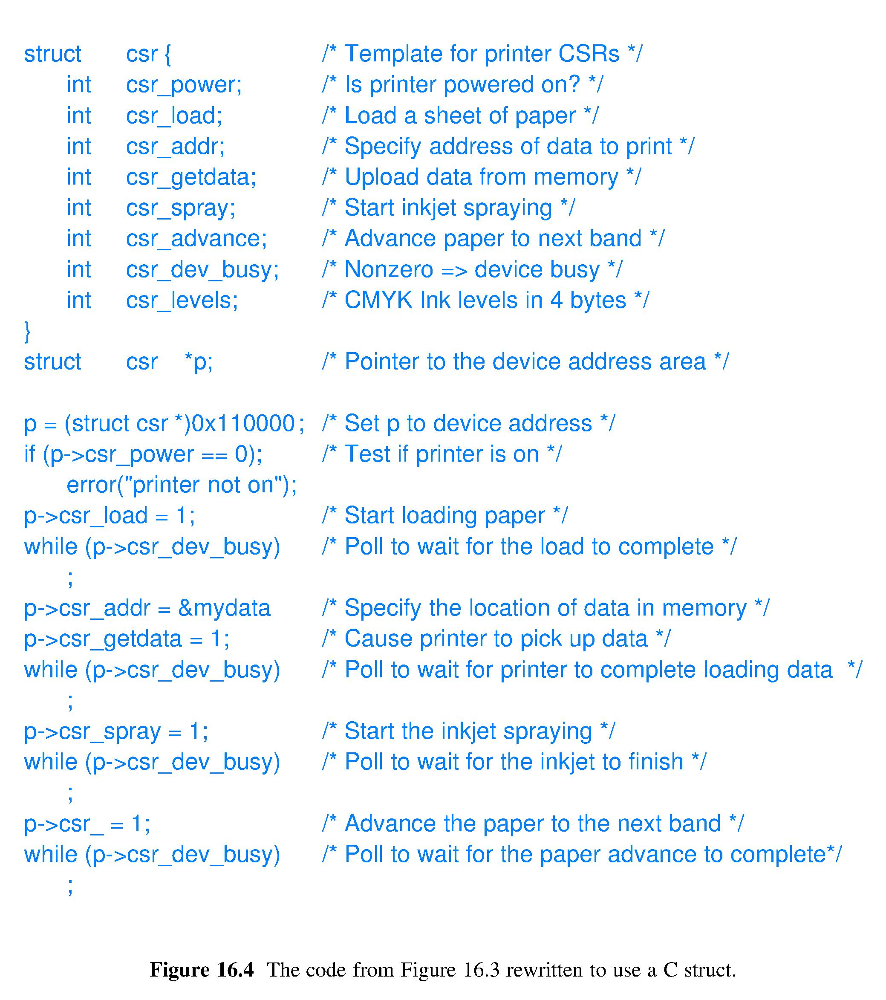 struct csr { /* Template for printer CSRs */
int csr_power; /* Is printer powered on? */
int csr_load; /* Load a sheet of paper */
int csr_addr; /* Specify address of data to print */
int csr_getdata; /* Upload data from memory */
int csr_spray; /* Start inkjet spraying */
int csr_advance; /* Advance paper to next band */
int csr_dev_busy; /* Nonzero => device busy */
int csr_levels; /* CMYK Ink levels in 4 bytes */
}
struct csr *p; /* Pointer to the device address area */
p = (struct csr *)0x110000; /* Set p to device address */
if (p->csr_power == 0); /* Test if printer is on */
error("printer not on");
p->csr_load = 1; /* Start loading paper */
while (p->csr_dev_busy) /* Poll to wait for the load to complete */
;
p->csr_addr = &mydata /* Specify the location of data in memory */
p->csr_getdata = 1; /* Cause printer to pick up data */
while (p->csr_dev_busy) /* Poll to wait for printer to complete loading data */
;
p->csr_spray = 1; /* Start the inkjet spraying */
while (p->csr_dev_busy) /* Poll to wait for the inkjet to finish */
;
p->csr_ = 1; /* Advance the paper to the next band */
while (p->csr_dev_busy) /* Poll to wait for the paper advance to complete*/
;
Figure 16.4 The code from Figure 16.3 rewritten to use a C struct.